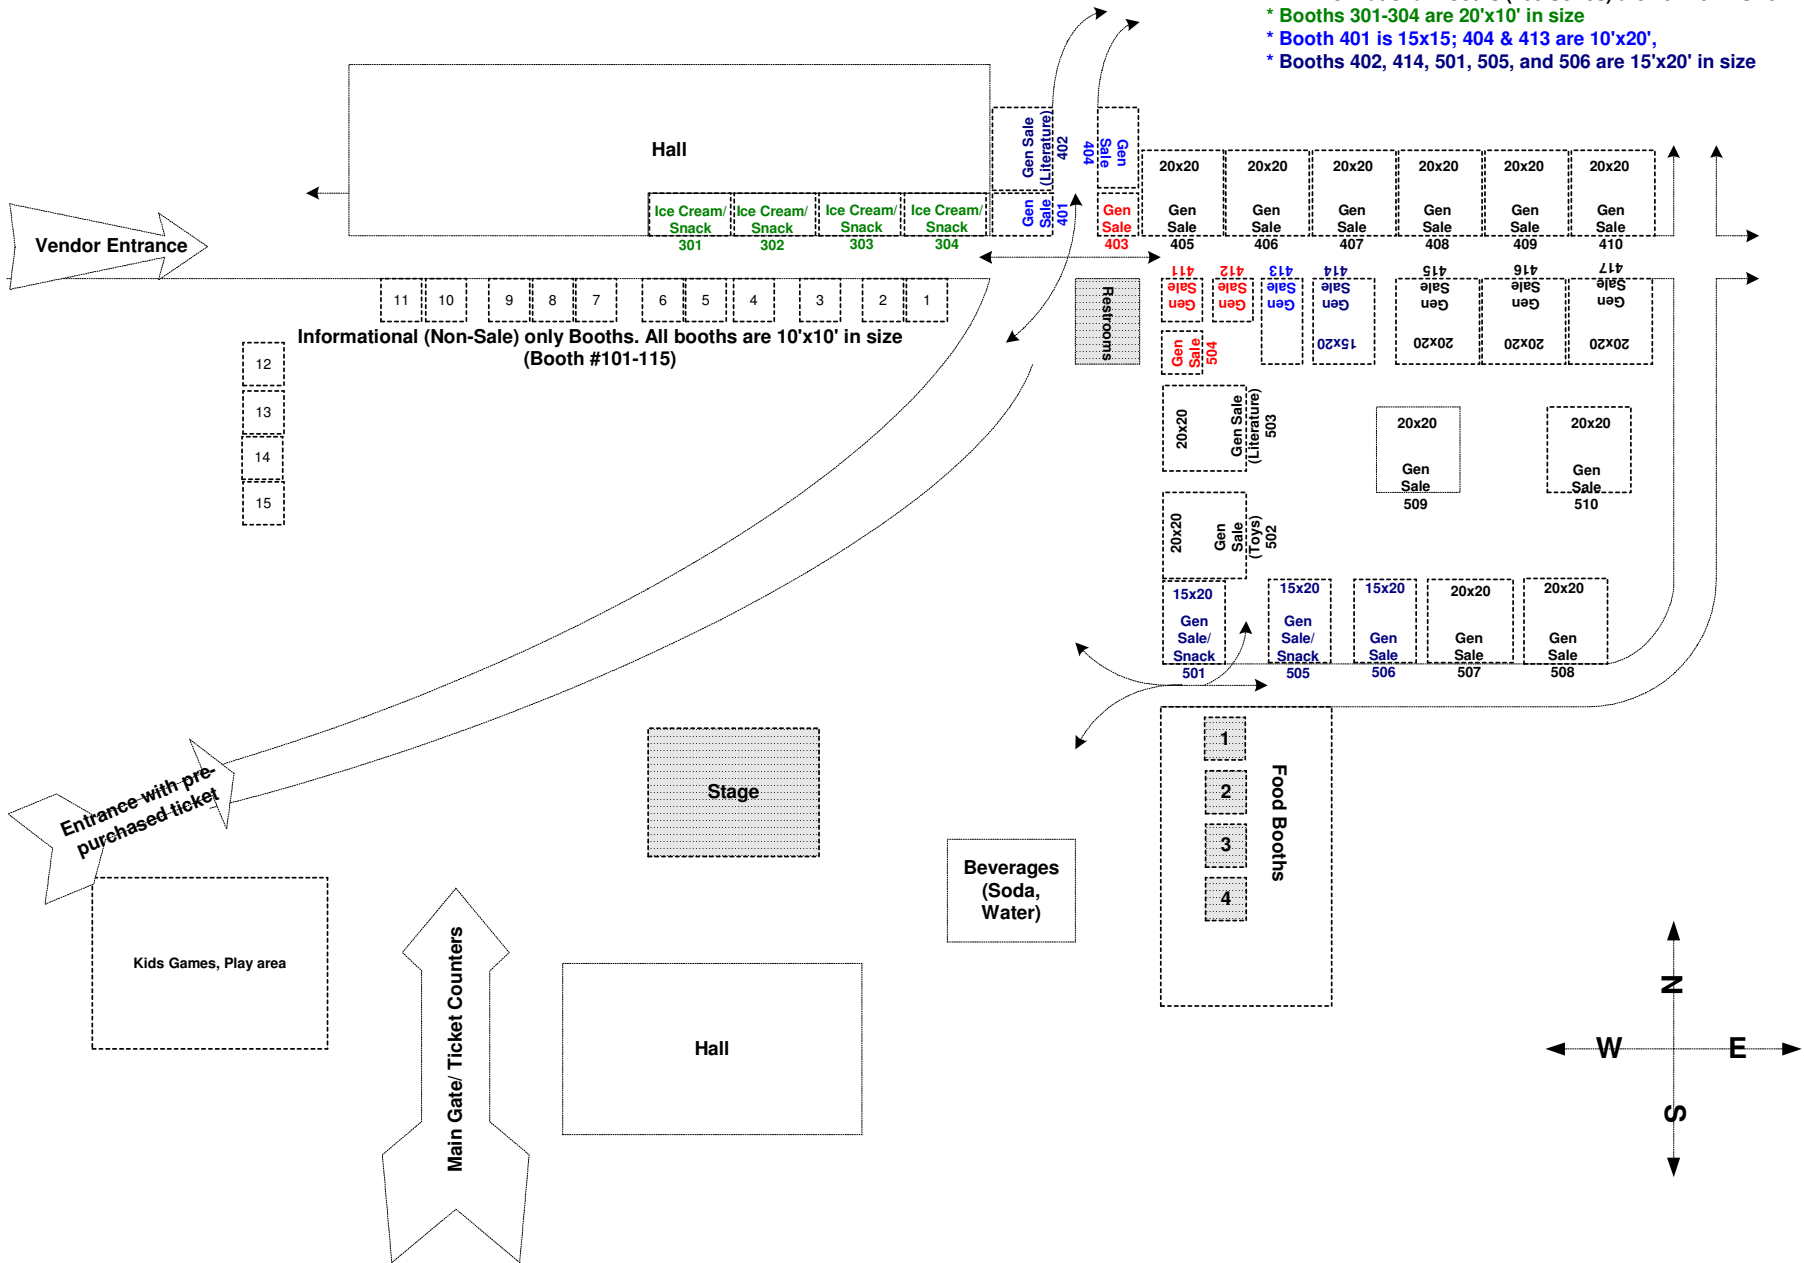 * Booths 301-304 are 20'x10' in size
* Booth 401 is 15x15; 404 & 413 are 10'x20',
* Booths 402, 414, 501, 505, and 506 are 15'x20' in size
Hall
Vendor Entrance
Ice Cream/
Snack
301
Ice Cream/
Snack
302
Ice Cream/
Snack
303
Ice Cream/
Snack
304
Gen Sale
(Literature)
402
Gen
Sale
401
Gen
Sale
404
Gen
Sale
403
20x20
Gen
Sale
405
20x20
Gen
Sale
406
20x20
Gen
Sale
407
20x20
Gen
Sale
408
20x20
Gen
Sale
409
20x20
Gen
Sale
410
11
10
9
8
7
6
5
4
3
2
1
Informational (Non-Sale) only Booths. All booths are 10'x10' in size
(Booth #101-115)
12
13
14
15
Restrooms
Gen
Sale
411
Gen
Sale
412
Gen
Sale
413
15x20
Gen
Sale
414
20x20
Gen
Sale
415
20x20
Gen
Sale
416
20x20
Gen
Sale
417
Gen
Sale
504
20x20
Gen Sale
(Literature)
503
20x20
Gen
Sale
(Toys)
502
20x20
Gen
Sale
509
20x20
Gen
Sale
510
15x20
Gen
Sale/
Snack
501
15x20
Gen
Sale/
Snack
505
15x20
Gen
Sale
506
20x20
Gen
Sale
507
20x20
Gen
Sale
508
Entrance with pre-
purchased ticket
Stage
1
2
3
4
Food Booths
Beverages
(Soda,
Water)
Kids Games, Play area
Main Gate/ Ticket Counters
Hall
N
W
E
S